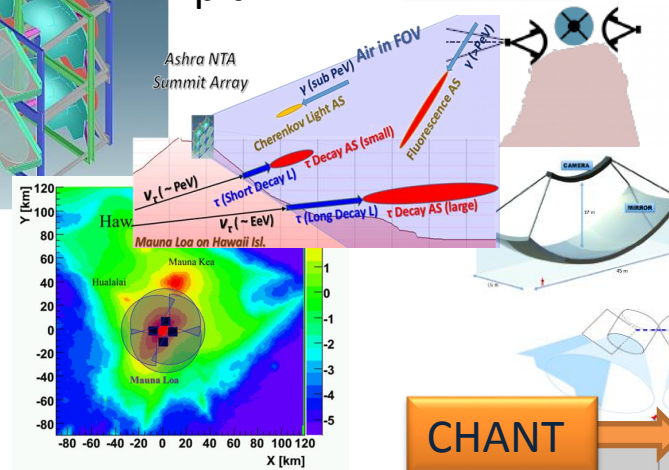 Ashra NTA
Summit Array
Air in FOV
γ (sub PeV)
γ(>PeV)
Cherenkov Light AS
Fluorescence AS
τ Decay AS (small)
ντ (~ PeV)
τ (Short Decay L)
ντ (~ EeV)
τ (Long Decay L)
τ Decay AS (large)
Mauna Loa on Hawaii Isl.
CAMERA
MIRROR
17 m
15 m
45 m
Y [km]
120
100
80
60
40
20
0
-20
-40
-60
-80
Haw
Mauna Kea
Hualalai
Mauna Loa
1
0
-1
-2
-3
-4
-5
-80 -60 -40 -20 0 20 40 60 80 100 120
X [km]
CHANT